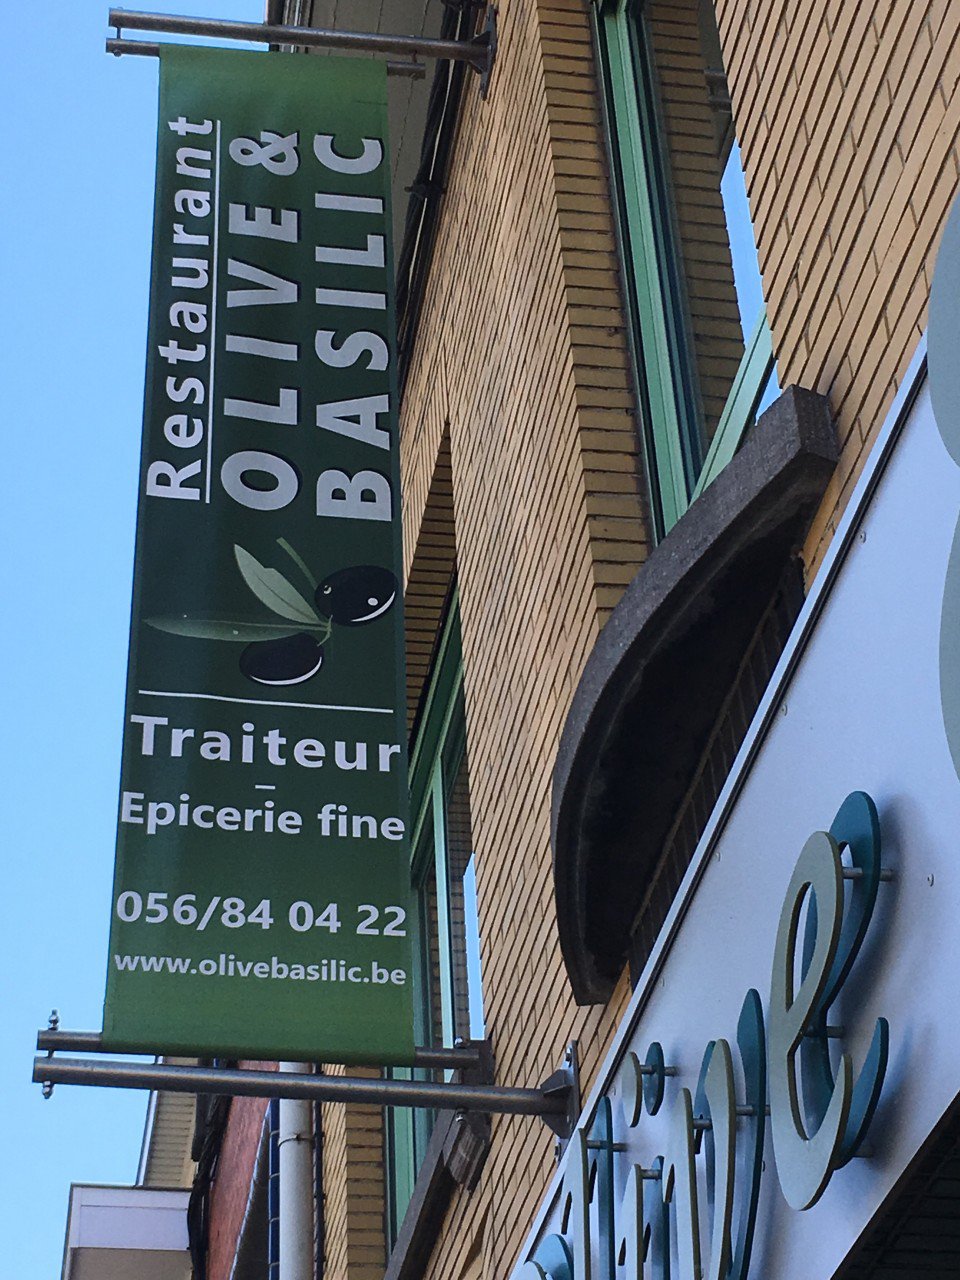 Restaurant
OLIVE &
BASILIC
Traiteur
–
Epicerie fine
056/84 04 22
www.olivebasilic.be